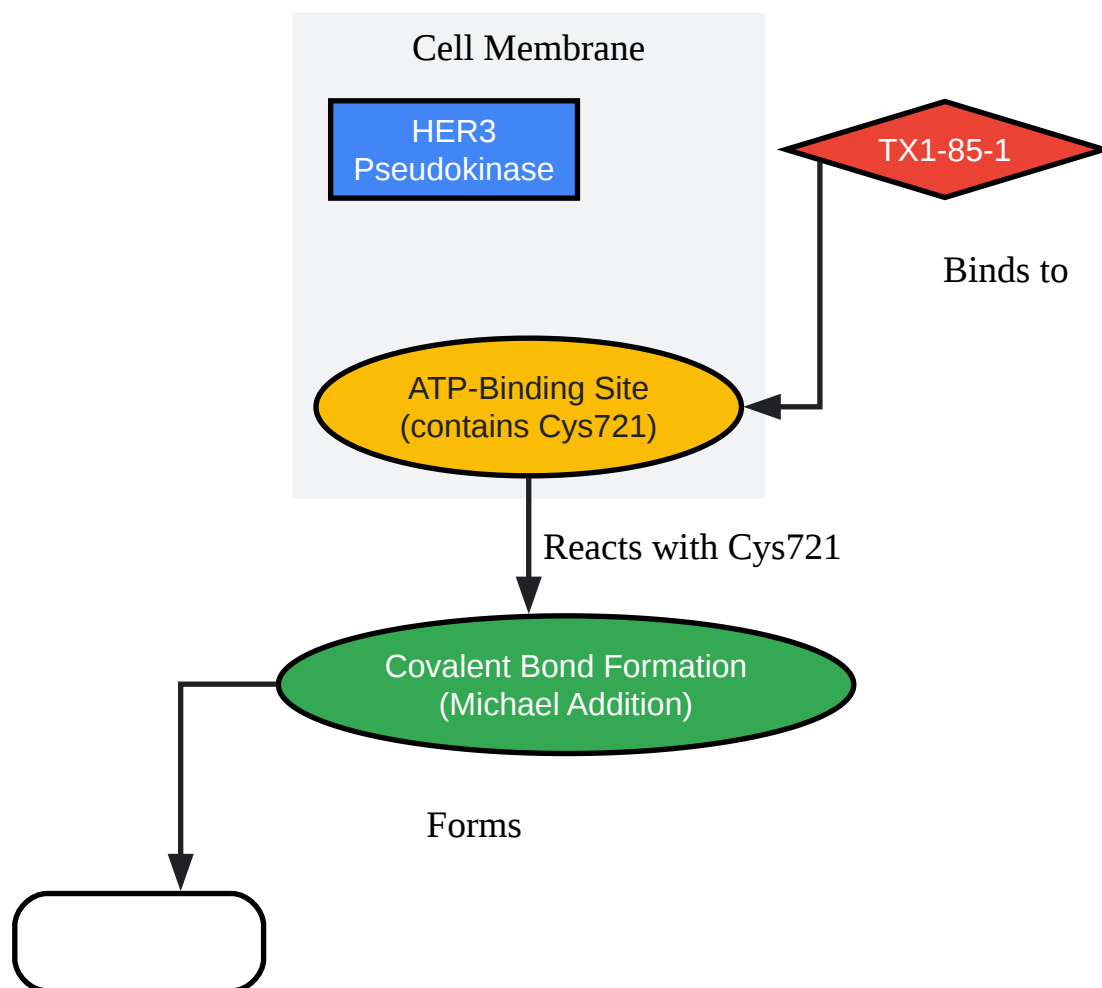 Cell Membrane
HER3
Pseudokinase
TX1-85-1
Binds to
ATP-Binding Site
(contains Cys721)
Reacts with Cys721
Covalent Bond Formation
(Michael Addition)
Forms